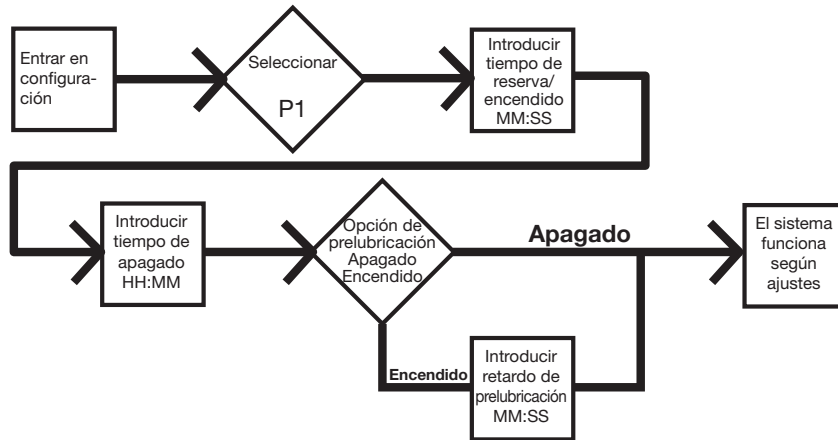 Entrar en
configura-
ción
Seleccionar
P1
Introducir
tiempo de
reserva/
encendido
MM:SS
Introducir
tiempo de
apagado
HH:MM
Opción de
prelubricación
Apagado
Encendido
Apagado
Encendido
Introducir
retardo de
prelubricación
MM:SS
El sistema
funciona
según
ajustes